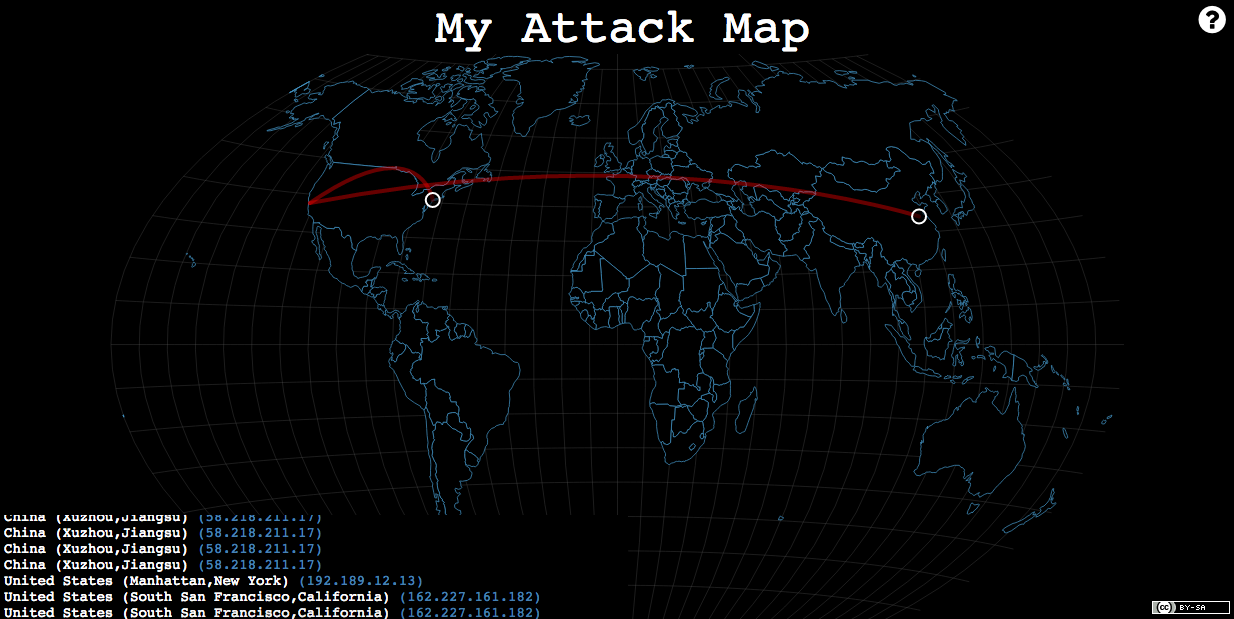 My Attack Map
?
China (Xuzhou,Jiangsu) (58.218.211.17)
China (Xuzhou,Jiangsu) (58.218.211.17)
China (Xuzhou,Jiangsu) (58.218.211.17)
China (Xuzhou,Jiangsu) (58.218.211.17)
United States (Manhattan,New York) (192.189.12.13)
United States (South San Francisco,California) (162.227.161.182)
United States (South San Francisco,California) (162.227.161.182)
cc BY-SA